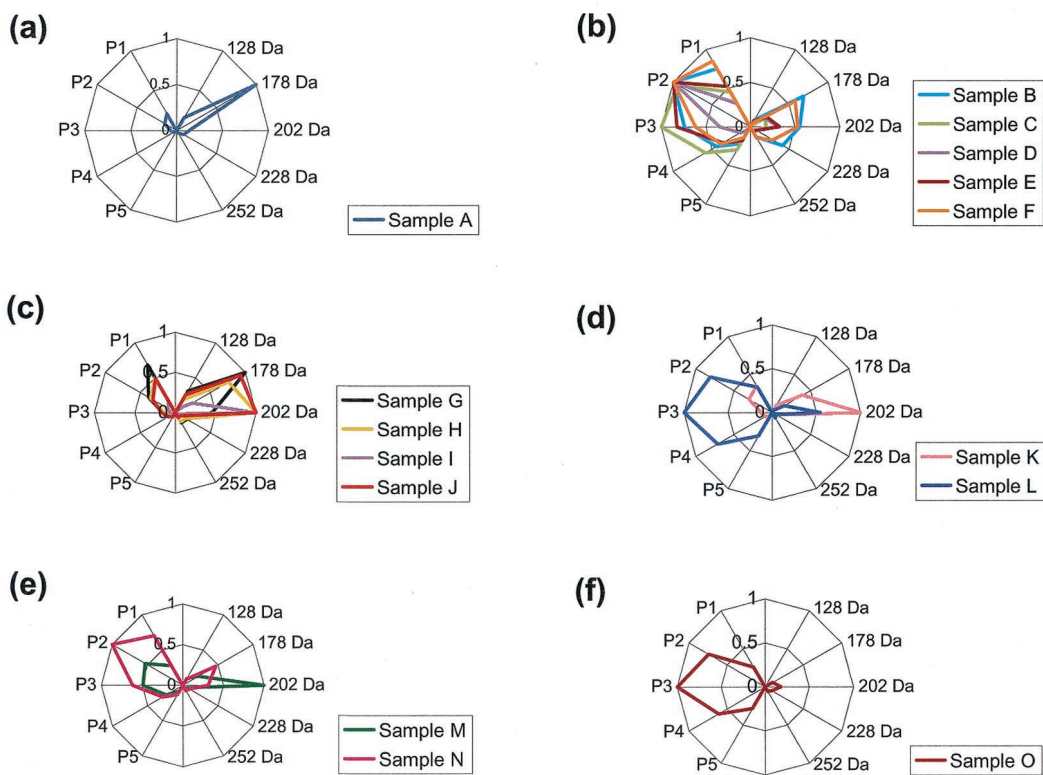 (a)
1
P1
128 Da
P2
0.5
178 Da
P3
0
202 Da
P4
228 Da
P5
252 Da
Sample A
(b)
1
P1
128 Da
P2
0.5
178 Da
P3
0
202 Da
P4
228 Da
P5
252 Da
Sample B
Sample C
Sample D
Sample E
Sample F
(c)
1
P1
128 Da
P2
0.5
178 Da
P3
0
202 Da
P4
228 Da
P5
252 Da
Sample G
Sample H
Sample I
Sample J
(d)
1
P1
128 Da
P2
0.5
178 Da
P3
0
202 Da
P4
228 Da
P5
252 Da
Sample K
Sample L
(e)
1
P1
128 Da
P2
0.5
178 Da
P3
0
202 Da
P4
228 Da
P5
252 Da
Sample M
Sample N
(f)
1
P1
128 Da
P2
0.5
178 Da
P3
0
202 Da
P4
228 Da
P5
252 Da
Sample O